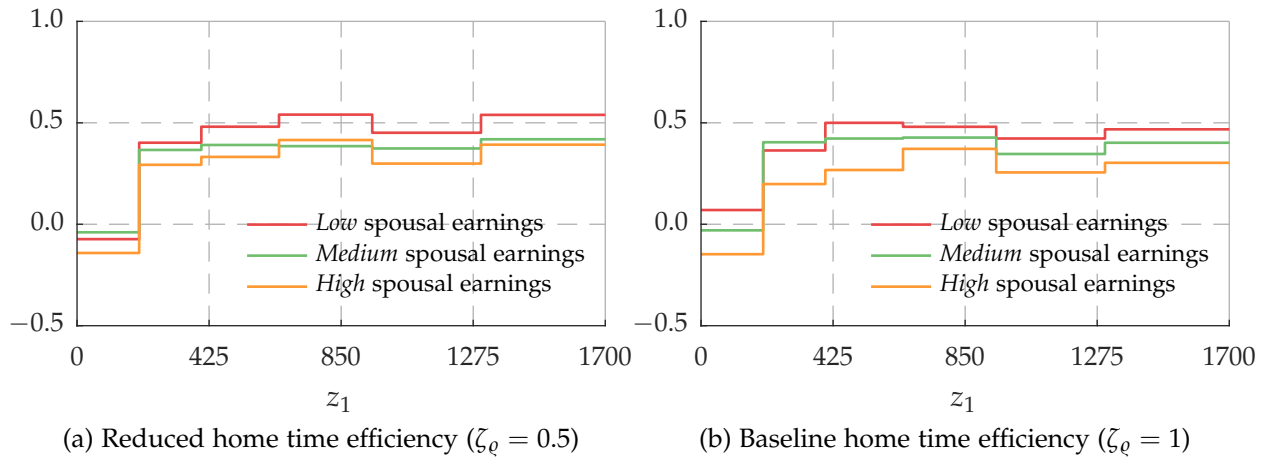 1.0
0.5
0.0
−0.5
0 425 850 1275 1700
z₁
Low spousal earnings
Medium spousal earnings
High spousal earnings
(a) Reduced home time efficiency (ζϱ = 0.5)
1.0
0.5
0.0
−0.5
0 425 850 1275 1700
z₁
Low spousal earnings
Medium spousal earnings
High spousal earnings
(b) Baseline home time efficiency (ζϱ = 1)